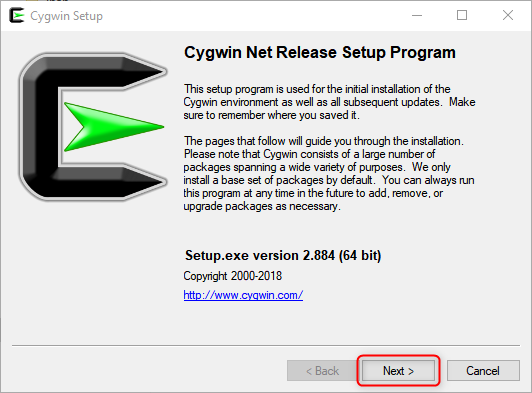 Cygwin Setup
Cygwin Net Release Setup Program
This setup program is used for the initial installation of the
Cygwin environment as well as all subsequent updates.  Make
sure to remember where you saved it.
The pages that follow will guide you through the installation.
Please note that Cygwin consists of a large number of
packages spanning a wide variety of purposes.  We only
install a base set of packages by default.  You can always run
this program at any time in the future to add, remove, or
upgrade packages as necessary.
Setup.exe version 2.884 (64 bit)
Copyright 2000-2018
http://www.cygwin.com/
< Back
Next >
Cancel